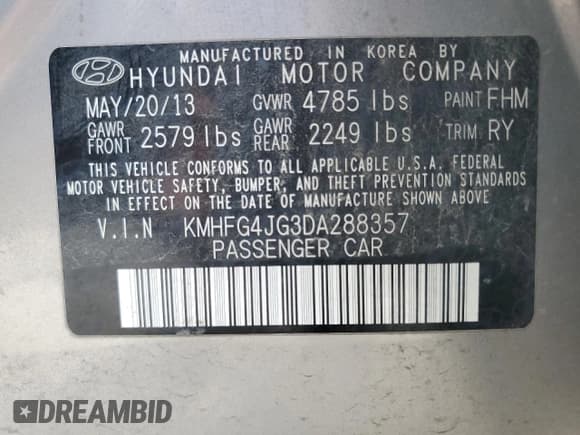 MANUFACTURED IN KOREA BY
HYUNDAI MOTOR COMPANY
MAY/20/13 GVWR 4785 lbs PAINT FHM
GAWR FRONT 2579 lbs GAWR REAR 2249 lbs TRIM RY
THIS VEHICLE CONFORMS TO ALL APPLICABLE U.S.A. FEDERAL
MOTOR VEHICLE SAFETY, BUMPER, AND THEFT PREVENTION STANDARDS
IN EFFECT ON THE DATE OF MANUFACTURE SHOWN ABOVE
V.I.N KMHFG4JG3DA288357
PASSENGER CAR
DREAMBID